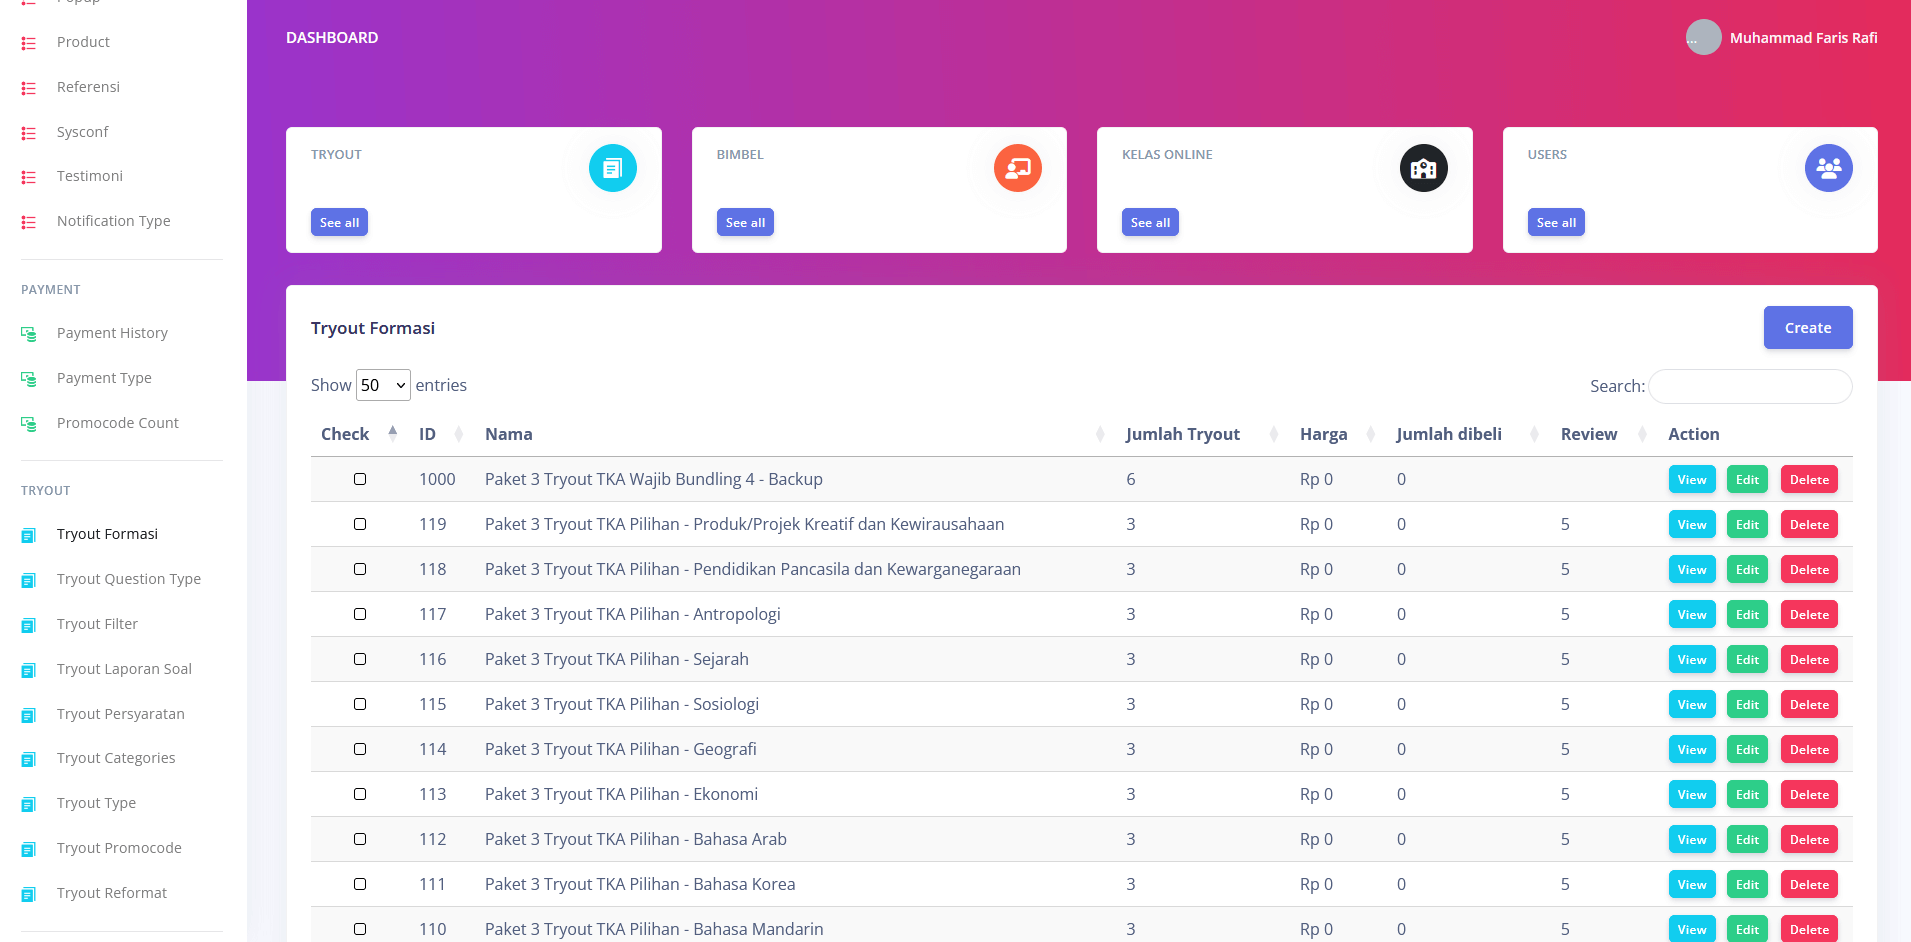 Popup
Product
Referensi
Sysconf
Testimoni
Notification Type
PAYMENT
Payment History
Payment Type
Promocode Count
TRYOUT
Tryout Formasi
Tryout Question Type
Tryout Filter
Tryout Laporan Soal
Tryout Persyaratan
Tryout Categories
Tryout Type
Tryout Promocode
Tryout Reformat
DASHBOARD
... Muhammad Faris Rafi
TRYOUT
See all
BIMBEL
See all
KELAS ONLINE
See all
USERS
See all
Tryout Formasi
Create
Show 50 entries
Search:
Check ID Nama Jumlah Tryout Harga Jumlah dibeli Review Action
1000 Paket 3 Tryout TKA Wajib Bundling 4 - Backup 6 Rp 0 0 View Edit Delete
119 Paket 3 Tryout TKA Pilihan - Produk/Projek Kreatif dan Kewirausahaan 3 Rp 0 0 5 View Edit Delete
118 Paket 3 Tryout TKA Pilihan - Pendidikan Pancasila dan Kewarganegaraan 3 Rp 0 0 5 View Edit Delete
117 Paket 3 Tryout TKA Pilihan - Antropologi 3 Rp 0 0 5 View Edit Delete
116 Paket 3 Tryout TKA Pilihan - Sejarah 3 Rp 0 0 5 View Edit Delete
115 Paket 3 Tryout TKA Pilihan - Sosiologi 3 Rp 0 0 5 View Edit Delete
114 Paket 3 Tryout TKA Pilihan - Geografi 3 Rp 0 0 5 View Edit Delete
113 Paket 3 Tryout TKA Pilihan - Ekonomi 3 Rp 0 0 5 View Edit Delete
112 Paket 3 Tryout TKA Pilihan - Bahasa Arab 3 Rp 0 0 5 View Edit Delete
111 Paket 3 Tryout TKA Pilihan - Bahasa Korea 3 Rp 0 0 5 View Edit Delete
110 Paket 3 Tryout TKA Pilihan - Bahasa Mandarin 3 Rp 0 0 5 View Edit Delete